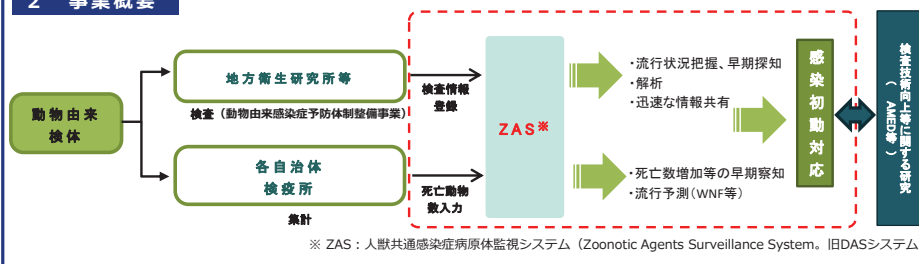 2 事業概要
動物由来
検体
地方衛生研究所等
検査（動物由来感染症予防体制整備事業）
各自治体
検疫所
集計
検査情報
登録
死亡動物
数入力
ZAS※
・流行状況把握、早期探知
・解析
・迅速な情報共有
・死亡数増加等の早期察知
・流行予測（WNF等）
感染初動対応
検査技術向上等に関する研究
（AMED等）
※ ZAS：人獣共通感染症病原体監視システム（Zoonotic Agents Surveillance System。旧DASシステム